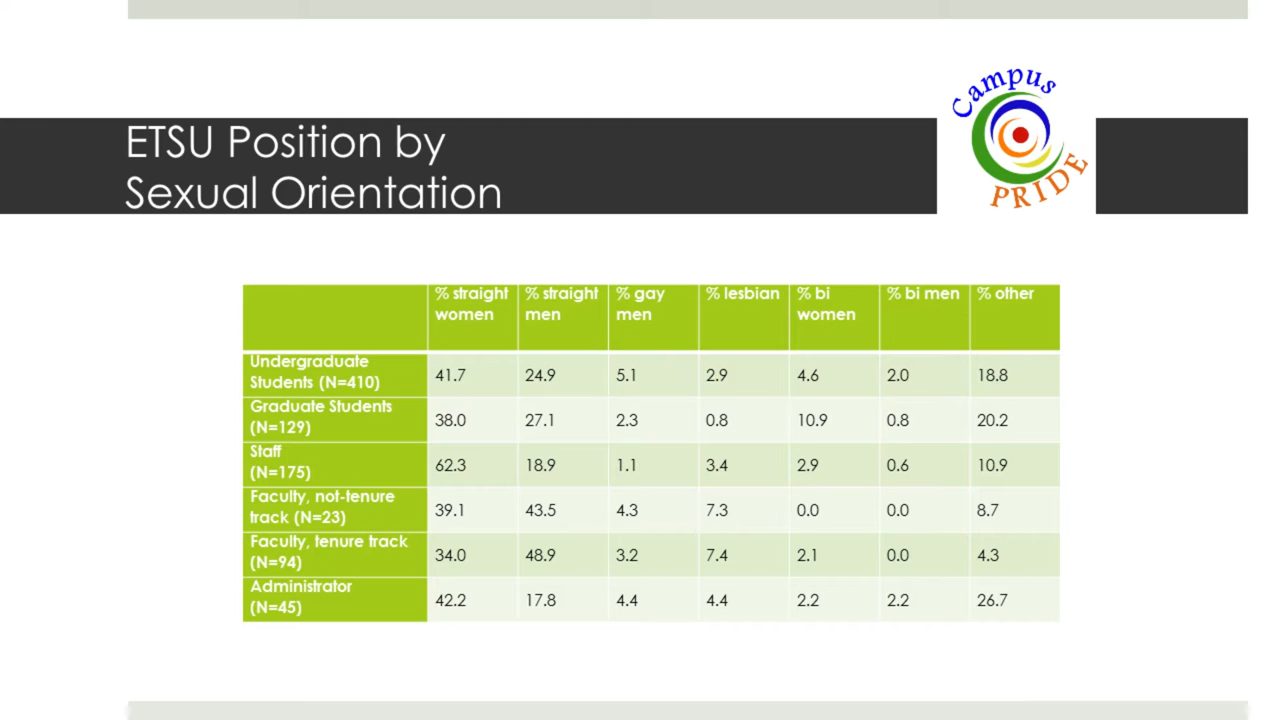 Campus
PRIDE
ETSU Position by
Sexual Orientation
% straight women % straight men % gay men % lesbian % bi women % bi men % other
Undergraduate Students (N=410) 41.7 24.9 5.1 2.9 4.6 2.0 18.8
Graduate Students (N=129) 38.0 27.1 2.3 0.8 10.9 0.8 20.2
Staff (N=175) 62.3 18.9 1.1 3.4 2.9 0.6 10.9
Faculty, not-tenure track (N=23) 39.1 43.5 4.3 7.3 0.0 0.0 8.7
Faculty, tenure track (N=94) 34.0 48.9 3.2 7.4 2.1 0.0 4.3
Administrator (N=45) 42.2 17.8 4.4 4.4 2.2 2.2 26.7